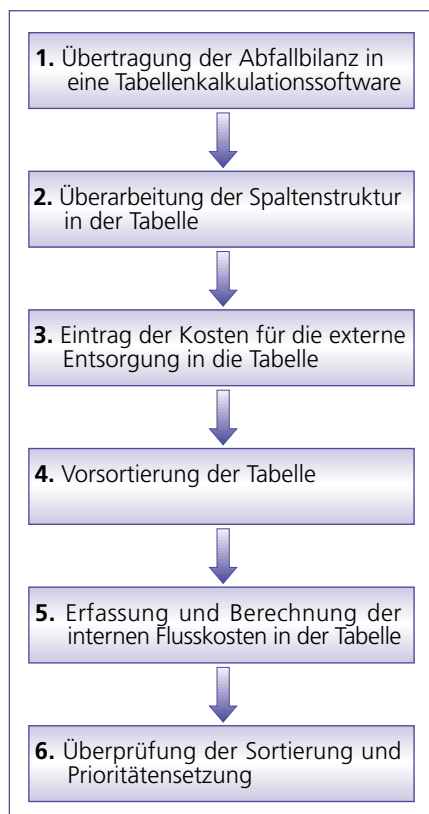 1. Übertragung der Abfallbilanz in
eine Tabellenkalkulationssoftware
2. Überarbeitung der Spaltenstruktur
in der Tabelle
3. Eintrag der Kosten für die externe
Entsorgung in die Tabelle
4. Vorsortierung der Tabelle
5. Erfassung und Berechnung der
internen Flusskosten in der Tabelle
6. Überprüfung der Sortierung und
Prioritätensetzung